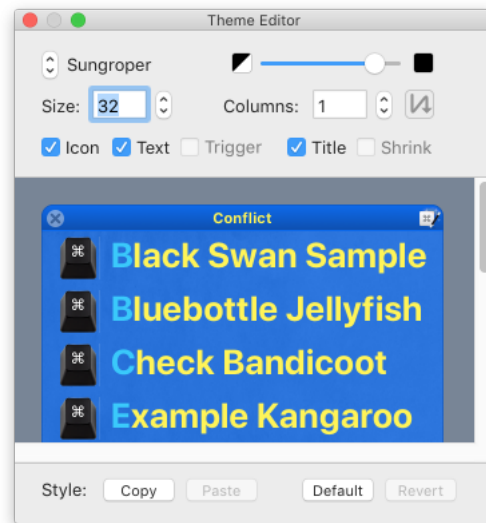 Theme Editor
Sungroper
Size: 32 Columns: 1
Icon Text Trigger Title Shrink
Conflict
⌘ Black Swan Sample
⌘ Bluebottle Jellyfish
⌘ Check Bandicoot
⌘ Example Kangaroo
Style: Copy Paste Default Revert